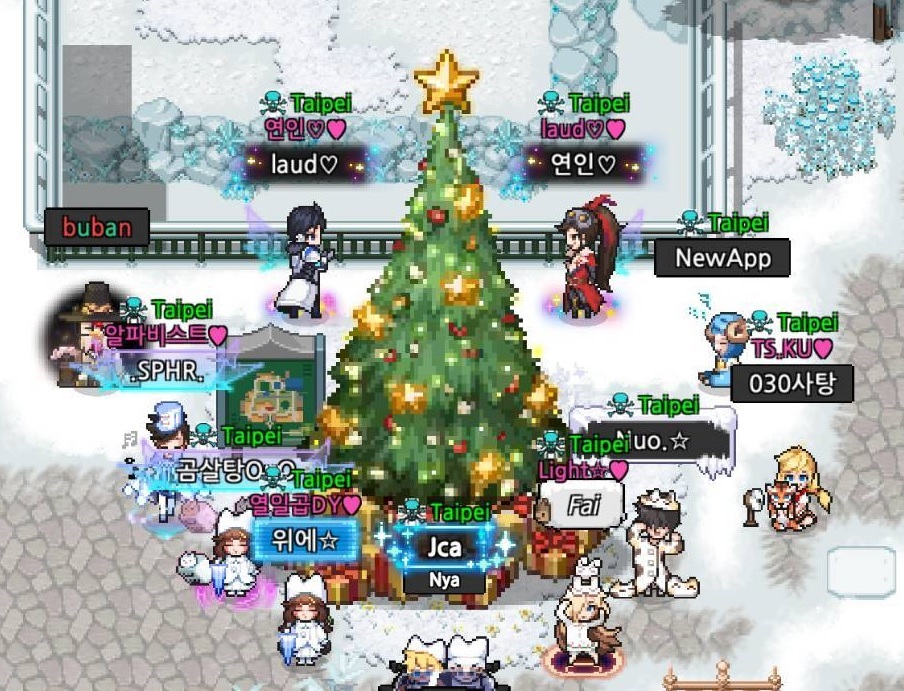 Taipei
연인♡♥
laud♡
Taipei
laud♡♥
연인♡
buban
Taipei
NewApp
Taipei
알파베스트♥
.SPHR.
Taipei
TS.KU♥
030사탕
Taipei
uo.☆
Taipei
곰살탕
Taipei
Light☆♥
Fai
Taipei
열일곱DY♥
위에☆
Taipei
Jca
Nya